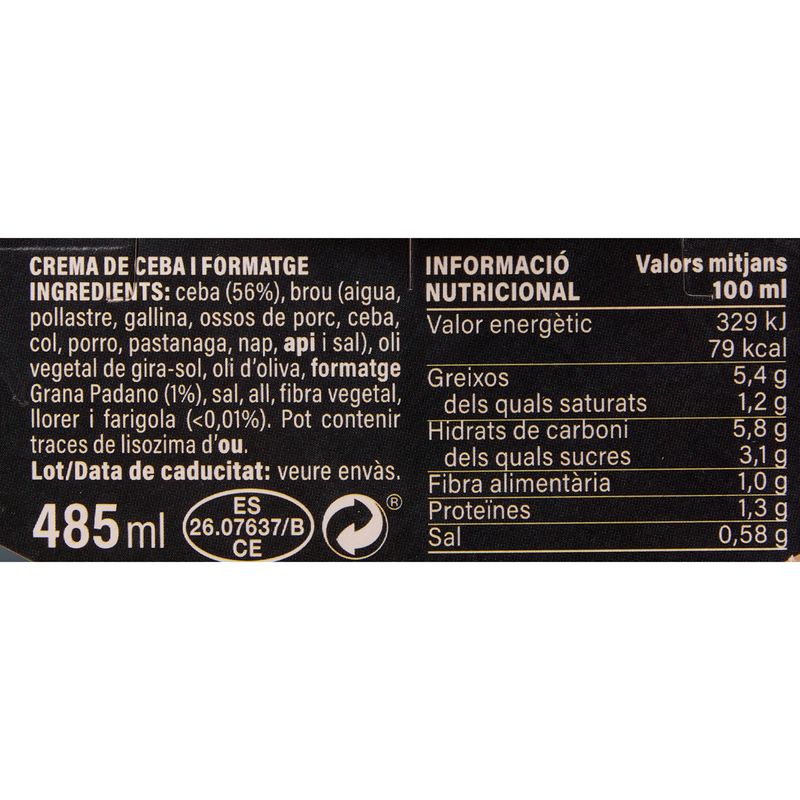 CREMA DE CEBA I FORMATGE
INGREDIENTS: ceba (56%), brou (aigua,
pollastre, gallina, ossos de porc, ceba,
col, porro, pastanaga, nap, api i sal), oli
vegetal de gira-sol, oli d'oliva, formatge
Grana Padano (1%), sal, all, fibra vegetal,
llorer i farigola (<0,01%). Pot contenir
traces de lisozima d'ou.
Lot/Data de caducitat: veure envàs.
485 ml
ES
26.07637/B
CE
®
INFORMACIÓ NUTRICIONAL Valors mitjans 100 ml
Valor energètic 329 kJ
79 kcal
Greixos 5,4 g
dels quals saturats 1,2 g
Hidrats de carboni 5,8 g
dels quals sucres 3,1 g
Fibra alimentària 1,0 g
Proteïnes 1,3 g
Sal 0,58 g